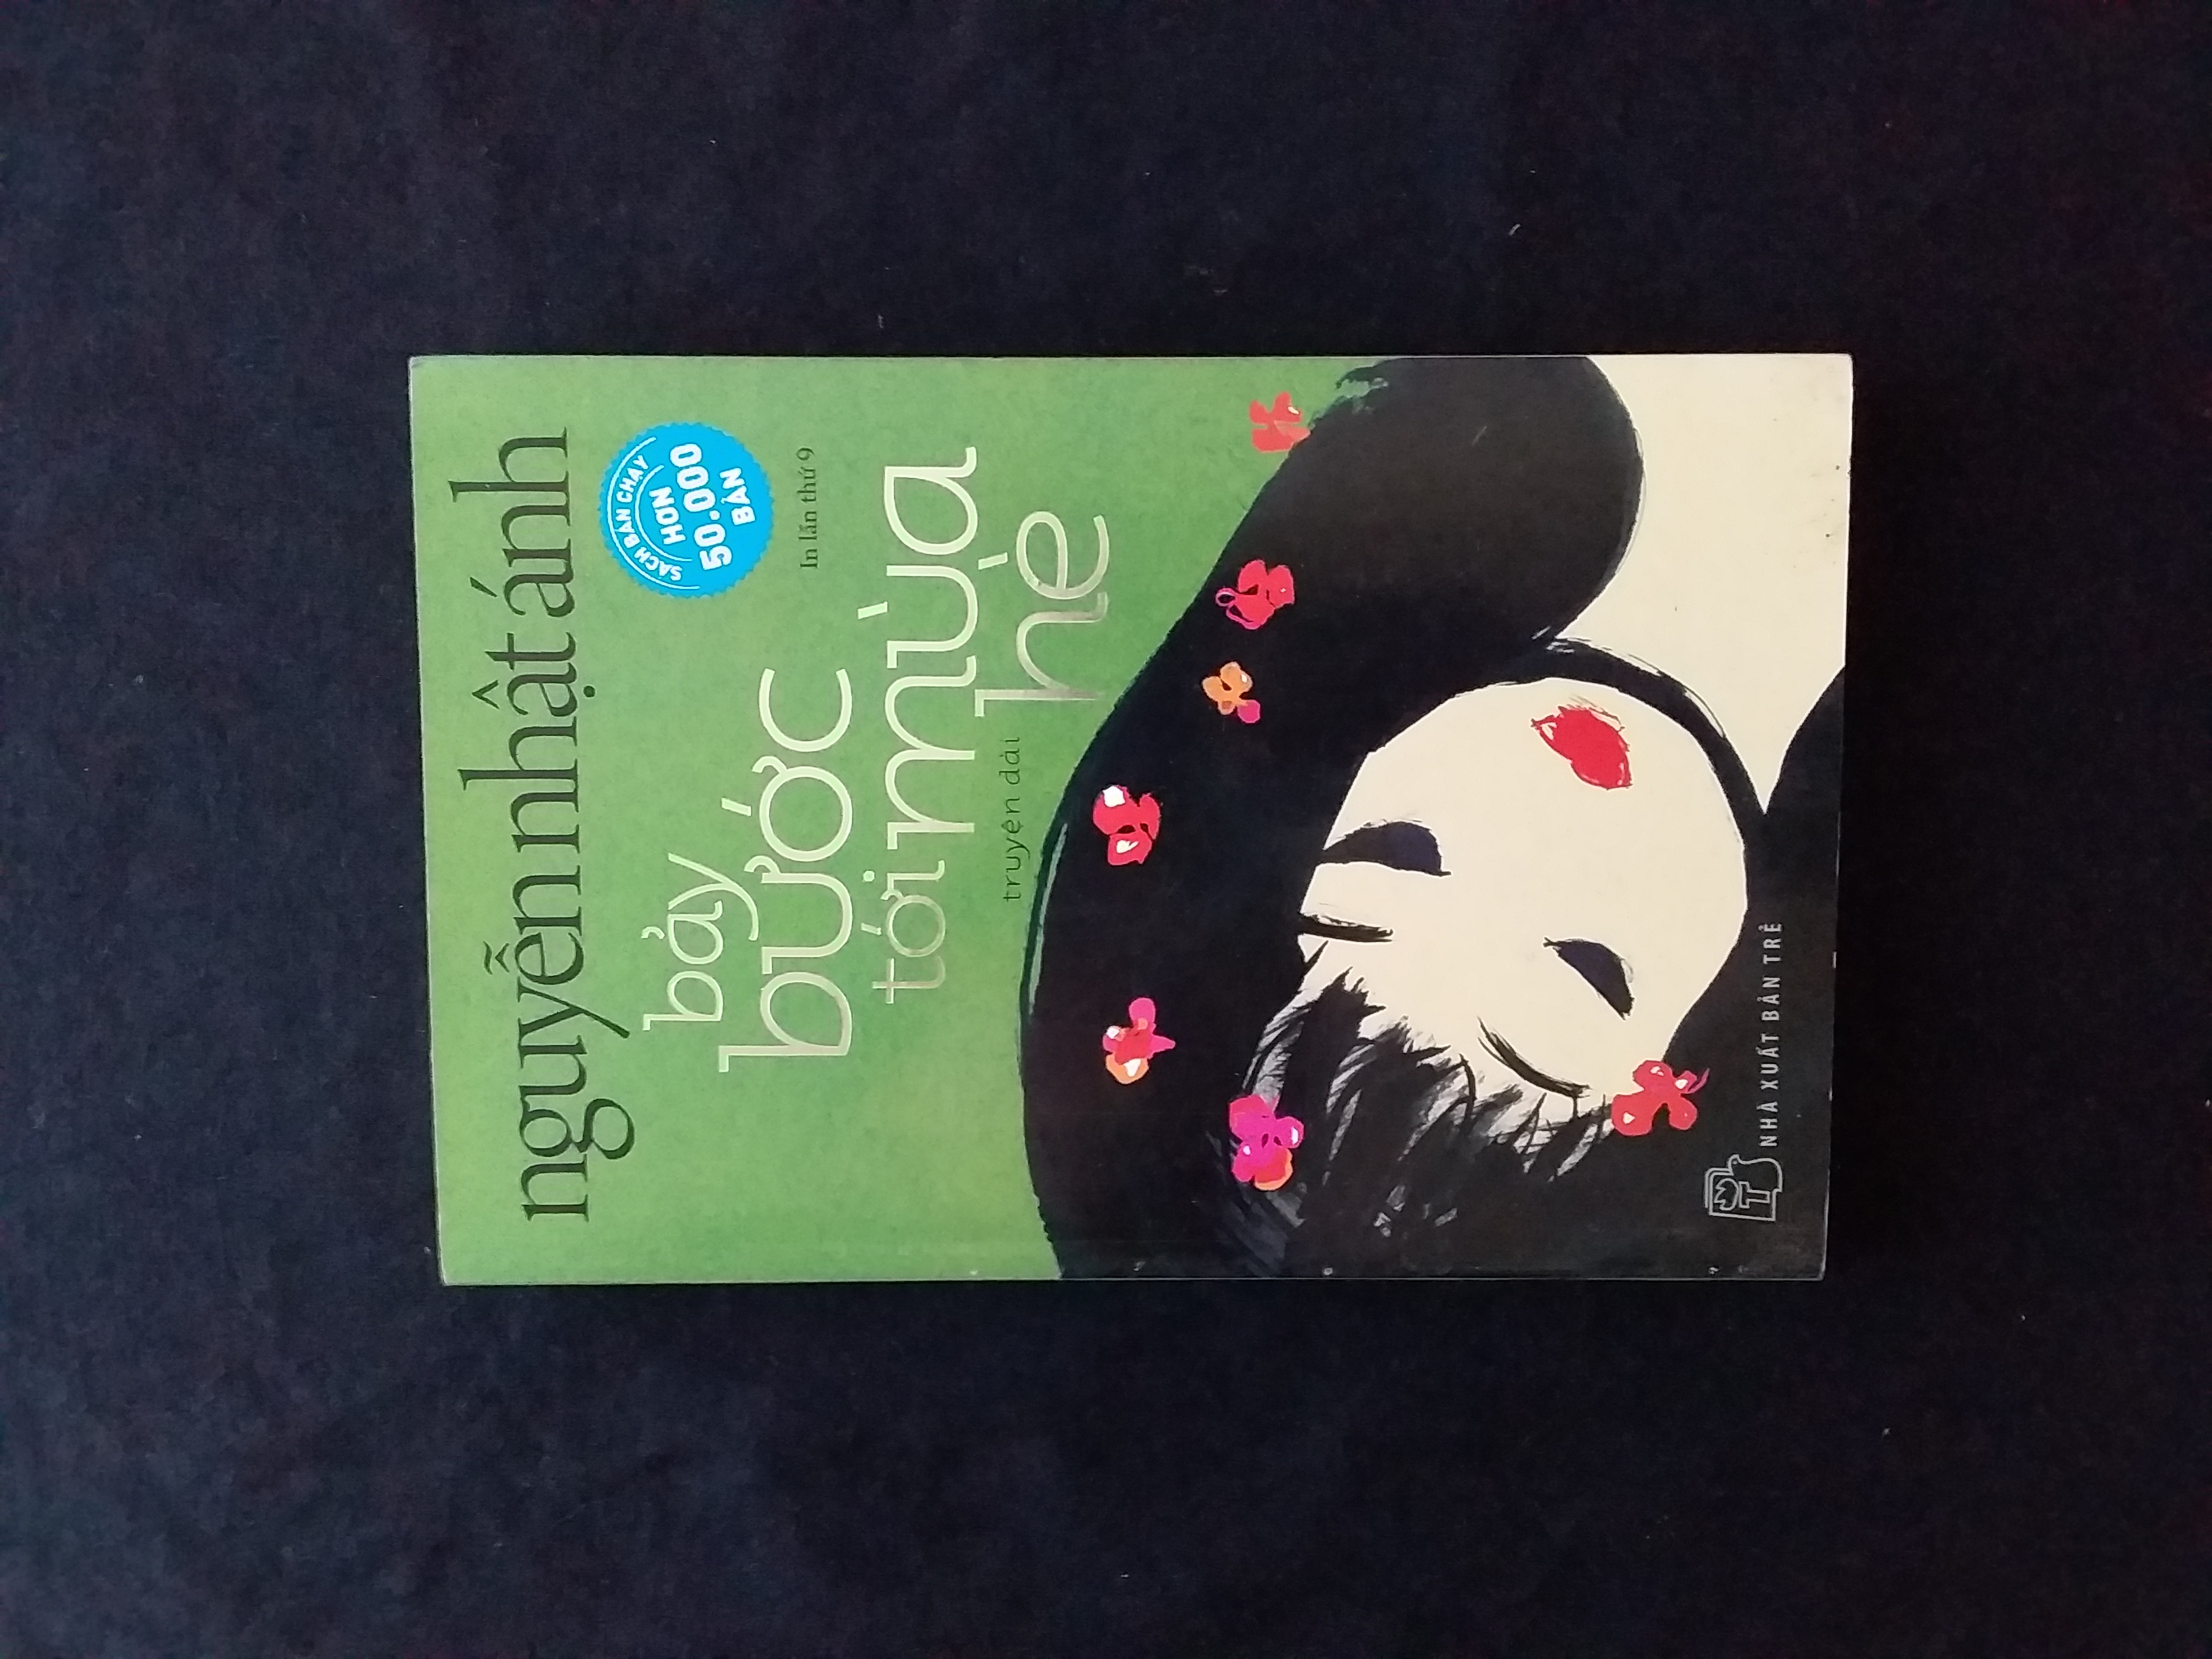 nguyễn nhật ánh
bảy
bước
tới mùa
hè
truyện dài
SÁCH BÁN CHẠY
HƠN
50.000
BẢN
In lần thứ 9
T
NHÀ XUẤT BẢN TRẺ